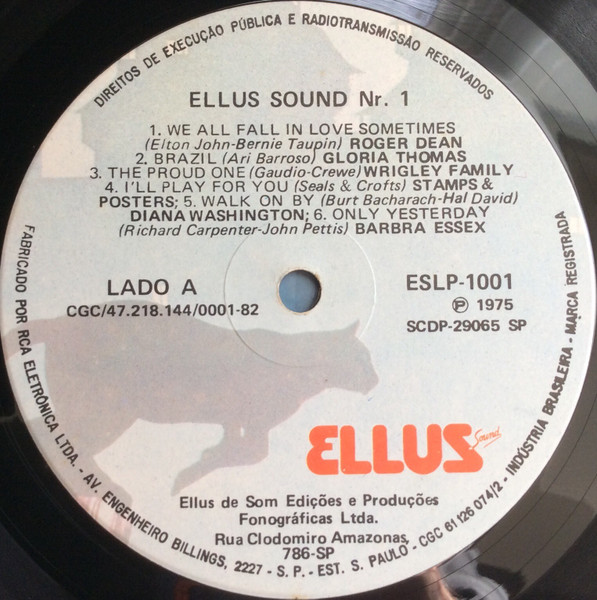 DIREITOS DE EXECUÇÃO PÚBLICA E RADIOTRANSMISSÃO RESERVADOS
ELLUS SOUND Nr. 1
1. WE ALL FALL IN LOVE SOMETIMES
(Elton John-Bernie Taupin) ROGER DEAN
2. BRAZIL (Ari Barroso) GLORIA THOMAS
3. THE PROUD ONE (Gaudio-Crewe) WRIGLEY FAMILY
4. I'LL PLAY FOR YOU (Seals & Crofts) STAMPS &
POSTERS; 5. WALK ON BY (Burt Bacharach-Hal David)
DIANA WASHINGTON; 6. ONLY YESTERDAY
(Richard Carpenter-John Pettis) BARBRA ESSEX
LADO A
CGC/47.218.144/0001-82
ESLP-1001
℗ 1975
SCDP-29065 SP
ELLUS Sound
Ellus de Som Edições e Produções
Fonográficas Ltda.
Rua Clodomiro Amazonas,
786-SP
FABRICADO POR RCA ELETRÔNICA LTDA. - AV. ENGENHEIRO BILLINGS, 2227 - S. P. - EST. S. PAULO - CGC 61 126 074/2 - INDÚSTRIA BRASILEIRA - MARCA REGISTRADA